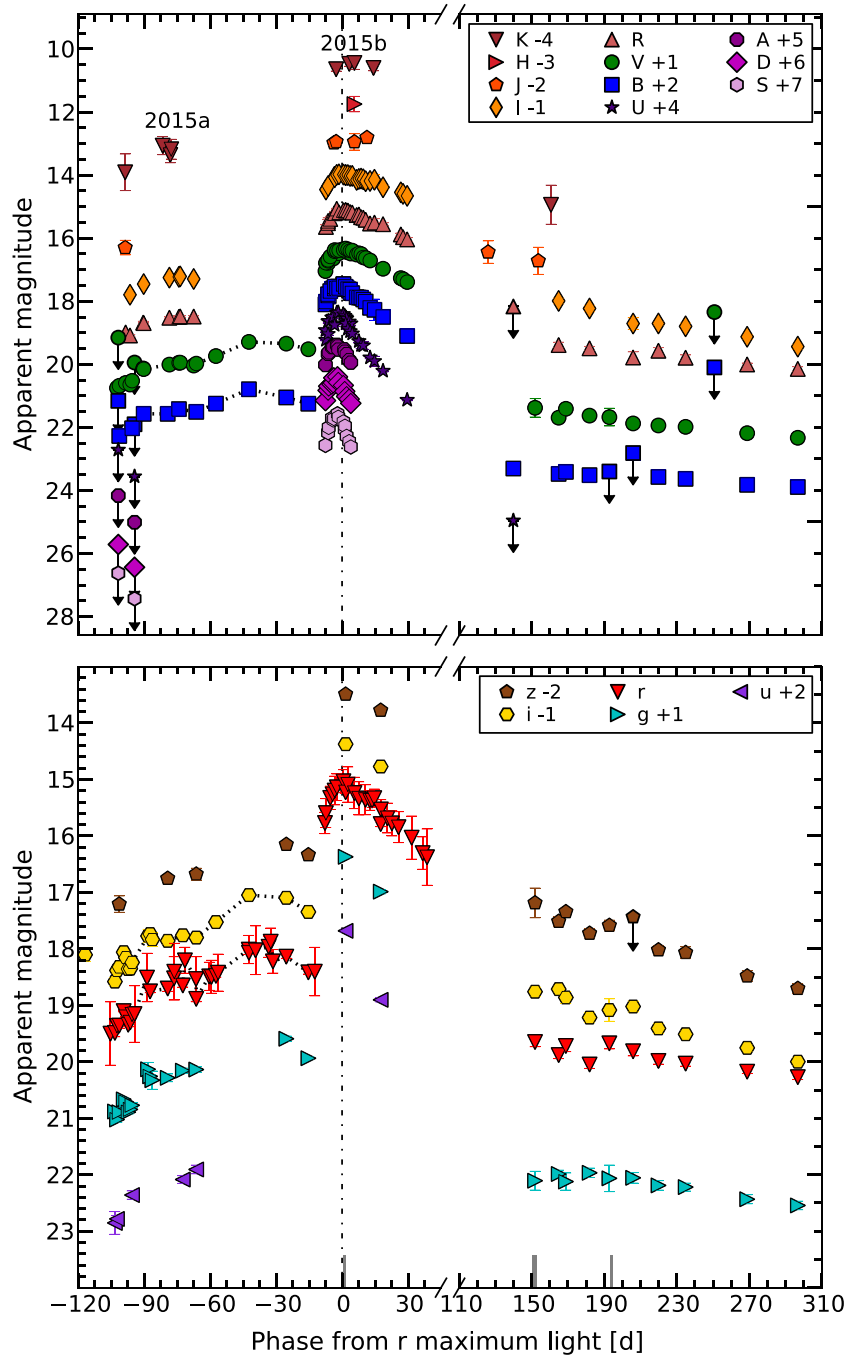 2015b
2015a
K -4
H -3
J -2
I -1
R
V +1
B +2
U +4
A +5
D +6
S +7
10
12
14
16
18
20
22
24
26
28
Apparent magnitude
z -2
i -1
r
g +1
u +2
14
15
16
17
18
19
20
21
22
23
Apparent magnitude
−120 −90 −60 −30 0 30 110 150 190 230 270 310
Phase from r maximum light [d]